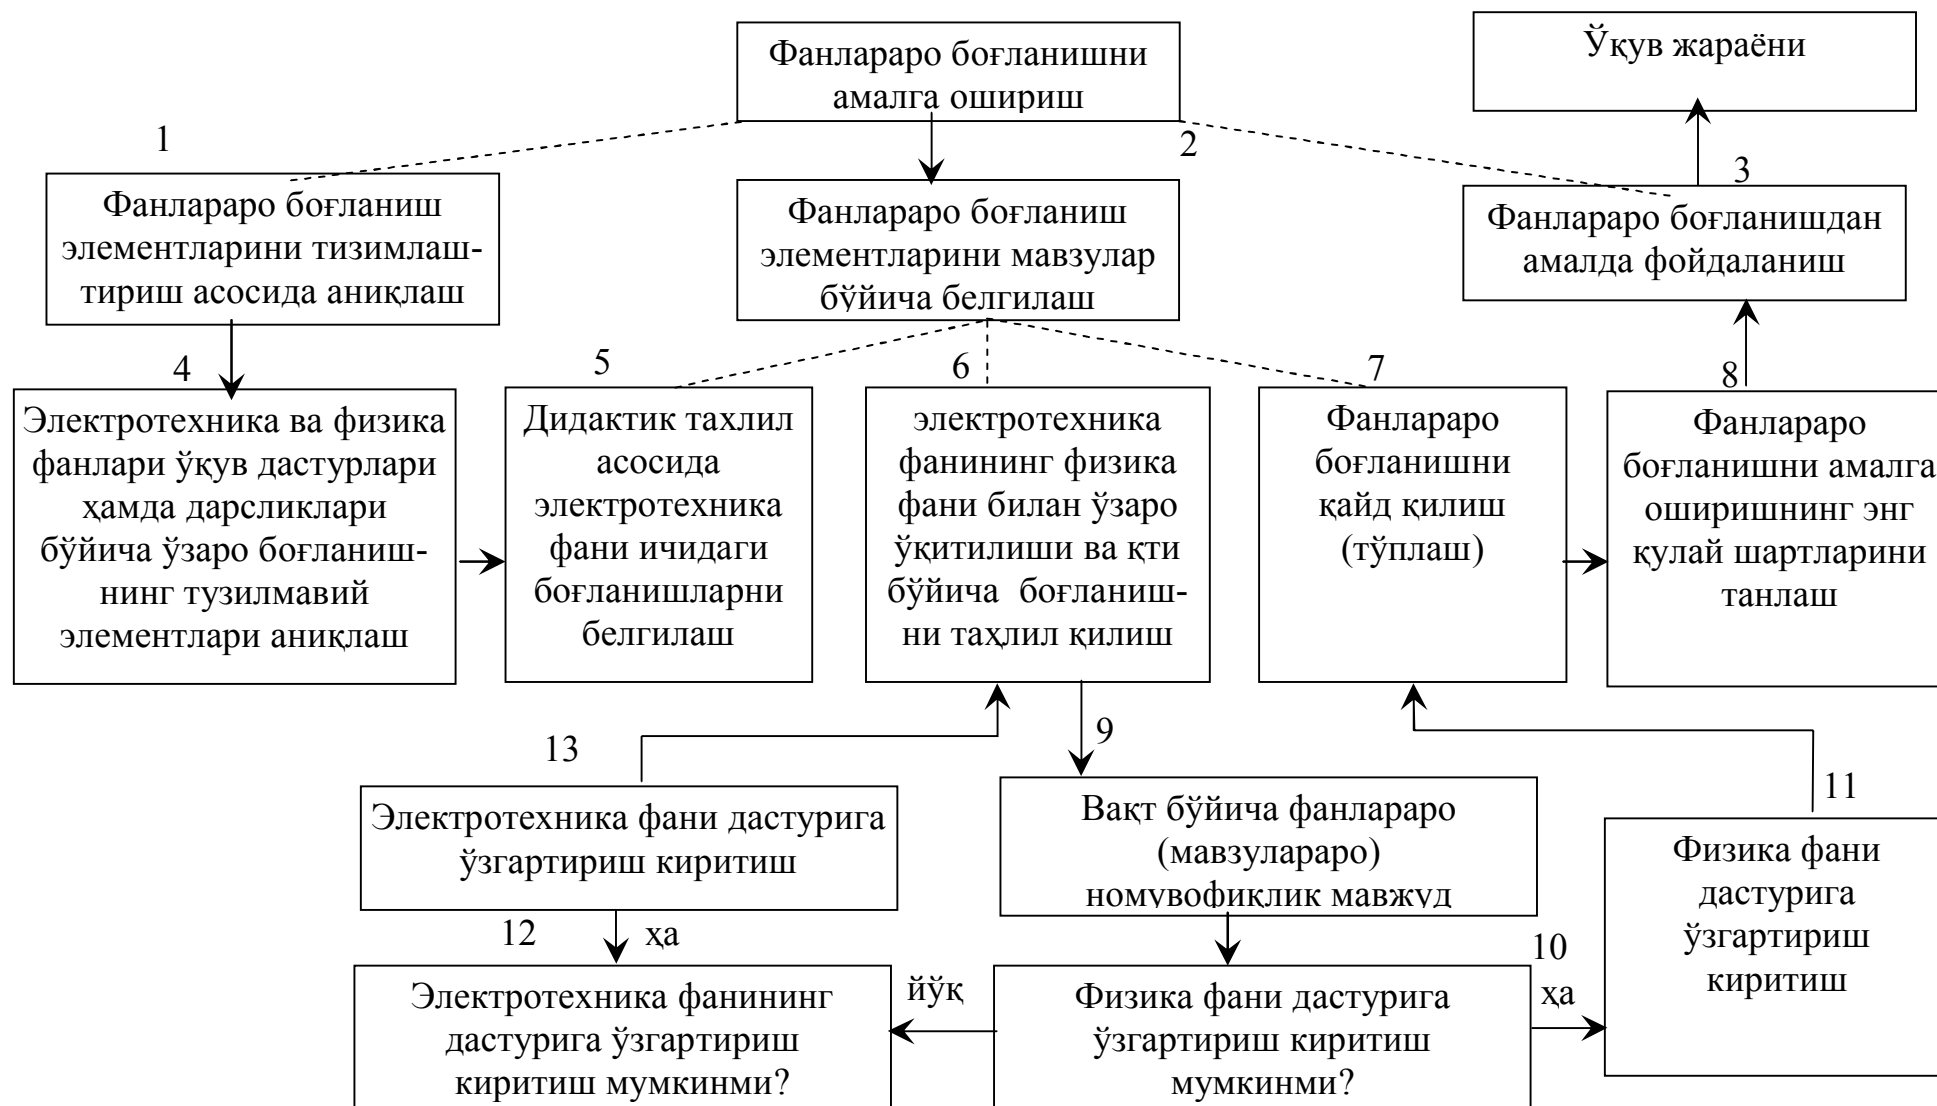 Фанлараро боғланишни
амалга ошириш
Ўқув жараёни
1
2
3
Фанлараро боғланиш
элементларини тизимлаш-
тириш асосида аниқлаш
Фанлараро боғланиш
элементларини мавзулар
бўйича белгилаш
Фанлараро боғланишдан
амалда фойдаланиш
4
5
6
7
8
Электротехника ва физика
фанлари ўқув дастурлари
ҳамда дарсликлари
бўйича ўзаро боғланиш-
нинг тузилмавий
элементлари аниқлаш
Дидактик тахлил
асосида
электротехника
фани ичидаги
боғланишларни
белгилаш
электротехника
фанининг физика
фани билан ўзаро
ўқитилиши ва қти
бўйича боғланиш-
ни таҳлил қилиш
Фанлараро
боғланишни
қайд қилиш
(тўплаш)
Фанлараро
боғланишни амалга
оширишнинг энг
қулай шартларини
танлаш
13
9
11
Электротехника фани дастурига
ўзгартириш киритиш
Вақт бўйича фанлараро
(мавзулараро)
номувофиқлик мавжуд
Физика фани
дастурига
ўзгартириш
киритиш
12
ҳа
10
Электротехника фанининг
дастурига ўзгартириш
киритиш мумкинми?
йўқ
Физика фани дастурига
ўзгартириш киритиш
мумкинми?
ҳа